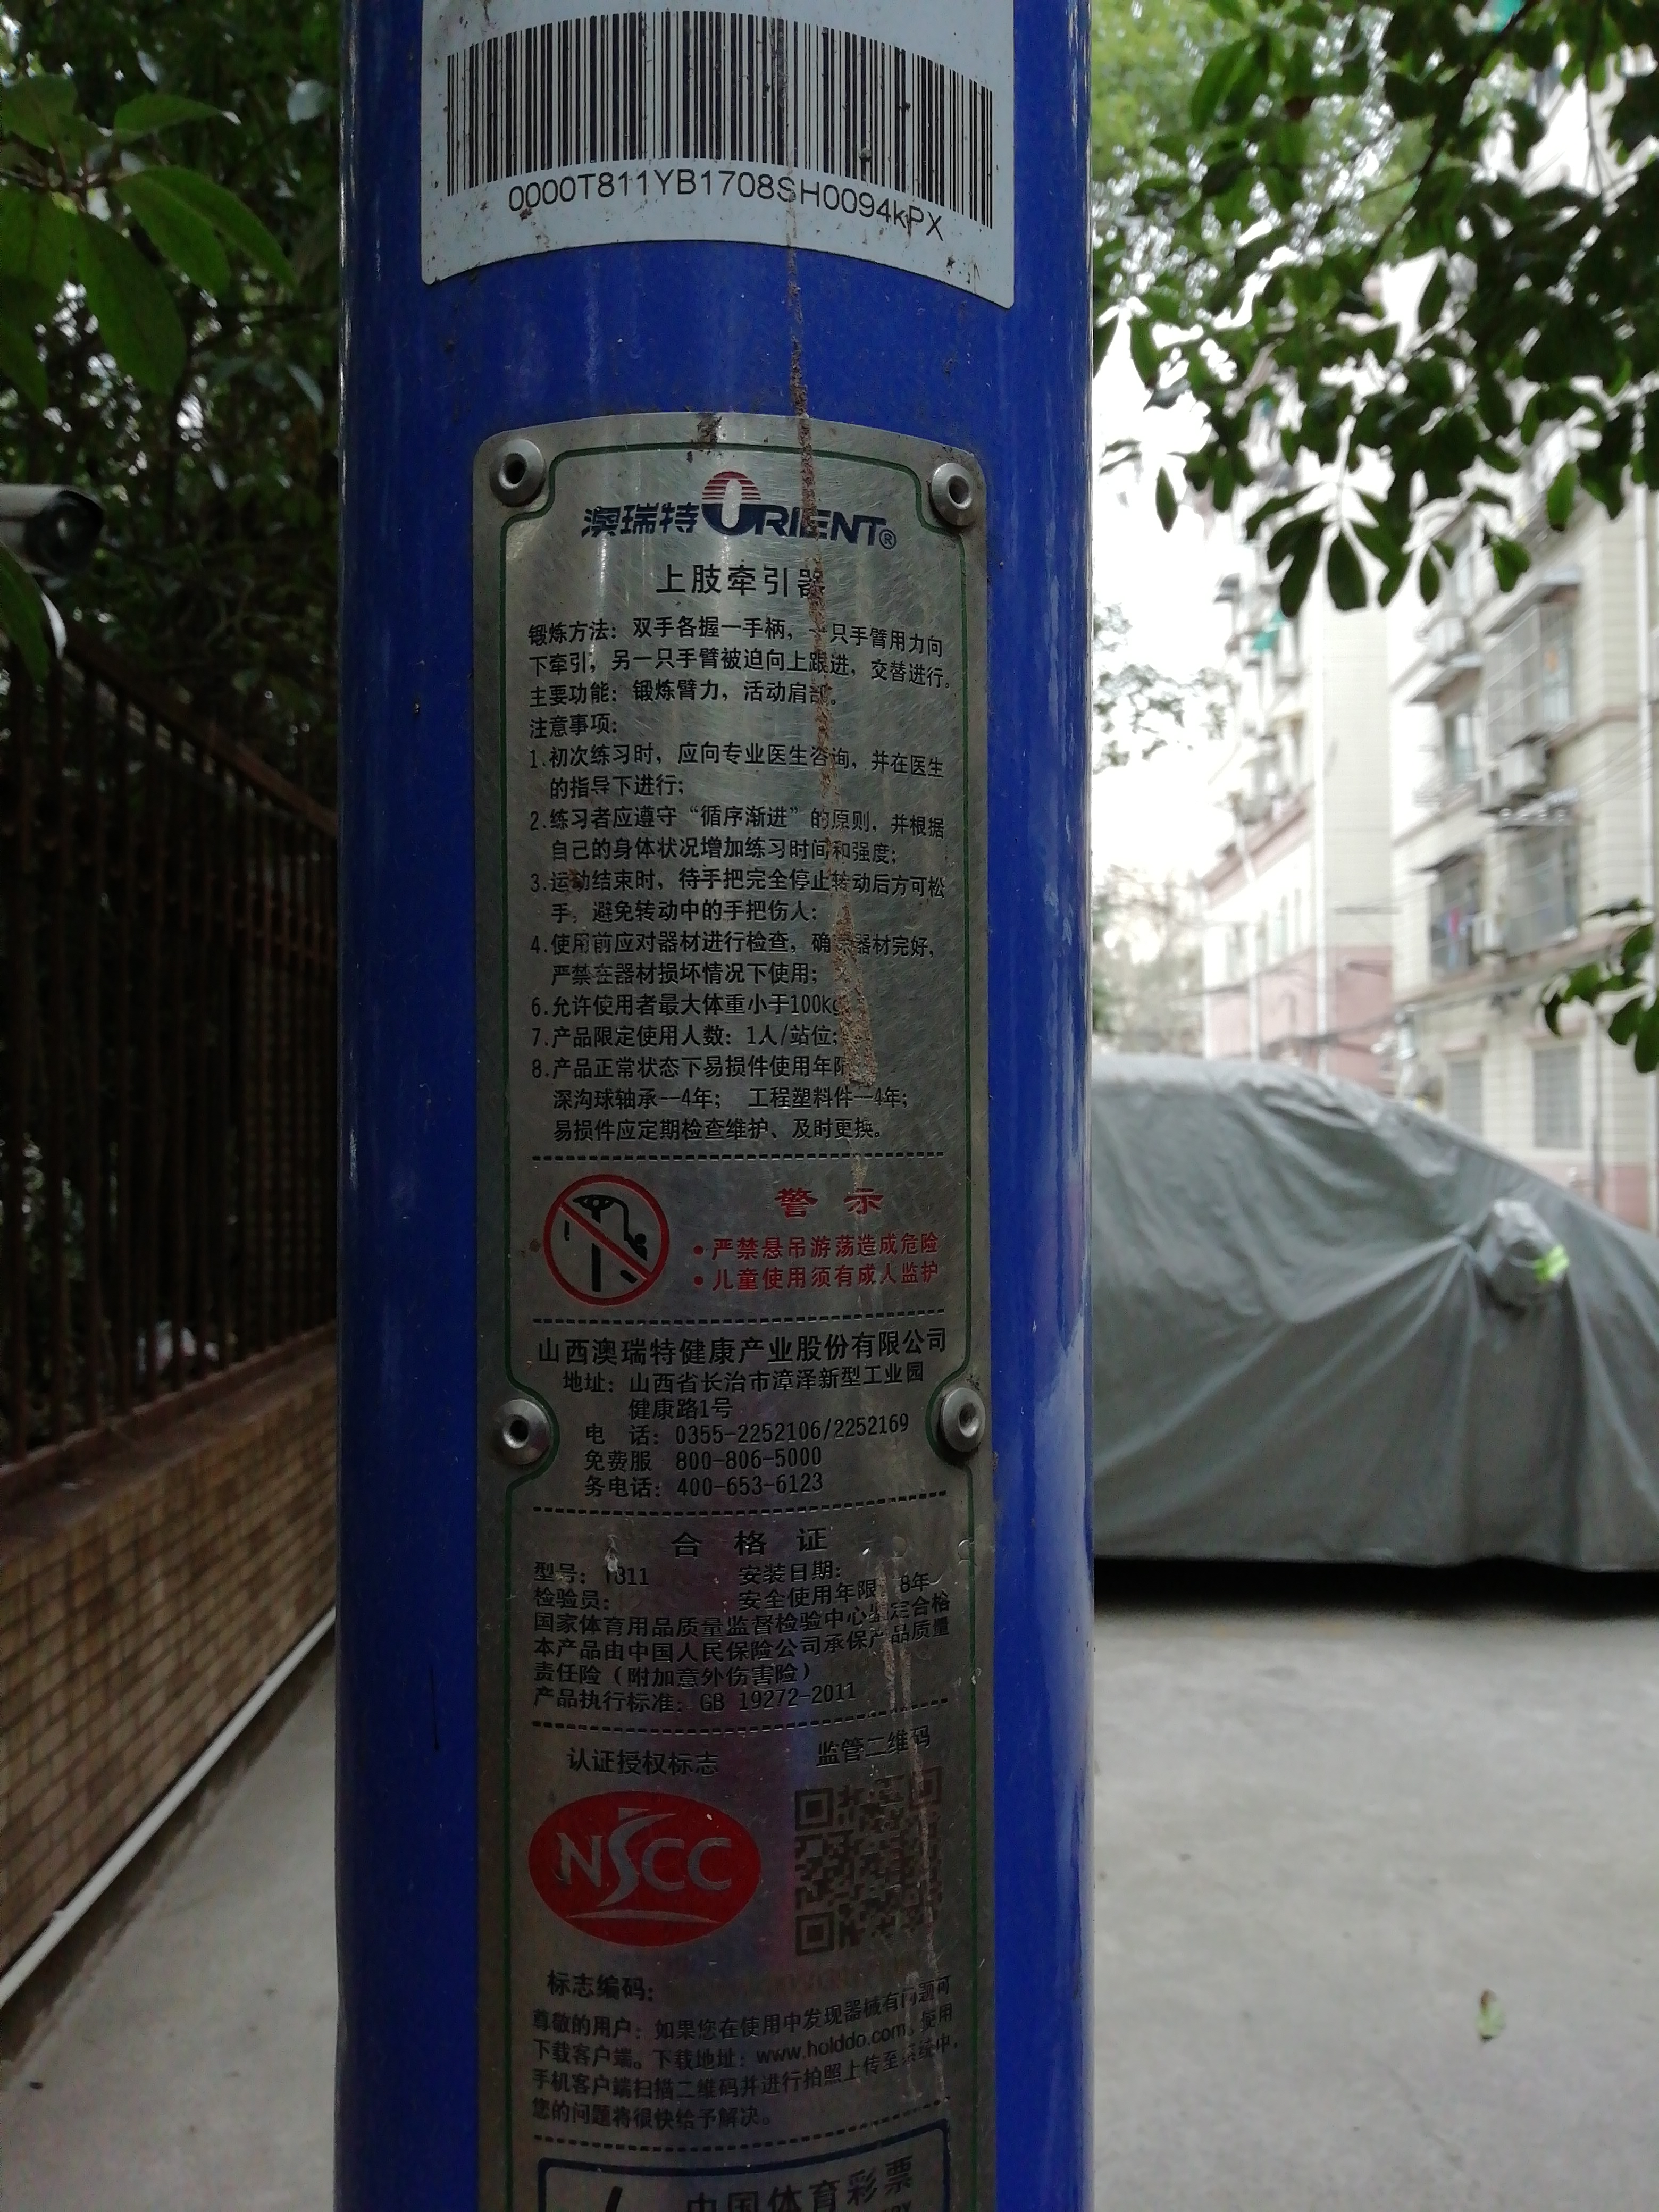 0000T811YB1708SH0094kPX
澳瑞特ORIENT®
上肢牵引器
锻炼方法：双手各握一手柄，一只手臂用力向
下牵引，另一只手臂被迫向上跟进，交替进行。
主要功能：锻炼臂力，活动肩部。
注意事项：
1.初次练习时，应向专业医生咨询，并在医生
的指导下进行；
2.练习者应遵守“循序渐进”的原则，并根据
自己的身体状况增加练习时间和强度；
3.运动结束时，待手把完全停止转动后方可松
手，避免转动中的手把伤人；
4.使用前应对器材进行检查，确保器材完好，
严禁在器材损坏情况下使用；
6.允许使用者最大体重小于100kg
7.产品限定使用人数：1人/站位；
8.产品正常状态下易损件使用年限
深沟球轴承--4年； 工程塑料件--4年；
易损件应定期检查维护、及时更换。
警示
•严禁悬吊游荡造成危险
•儿童使用须有成人监护
山西澳瑞特健康产业股份有限公司
地址：山西省长治市漳泽新型工业园
健康路1号
电 话：0355-2252106/2252169
免费服 800-806-5000
务电话：400-653-6123
合格证
型号：T811 安装日期：
检验员： 安全使用年限：8年
国家体育用品质量监督检验中心鉴定合格
本产品由中国人民保险公司承保产品质量
责任险（附加意外伤害险）
产品执行标准：GB 19272-2011
认证授权标志 监管二维码
NSCC
标志编码：
尊敬的用户：如果您在使用中发现器械有问题可
下载客户端。下载地址：www.holddo.com。使用
手机客户端扫描二维码并进行拍照上传至系统中，
您的问题将很快给予解决。
中国体育彩票